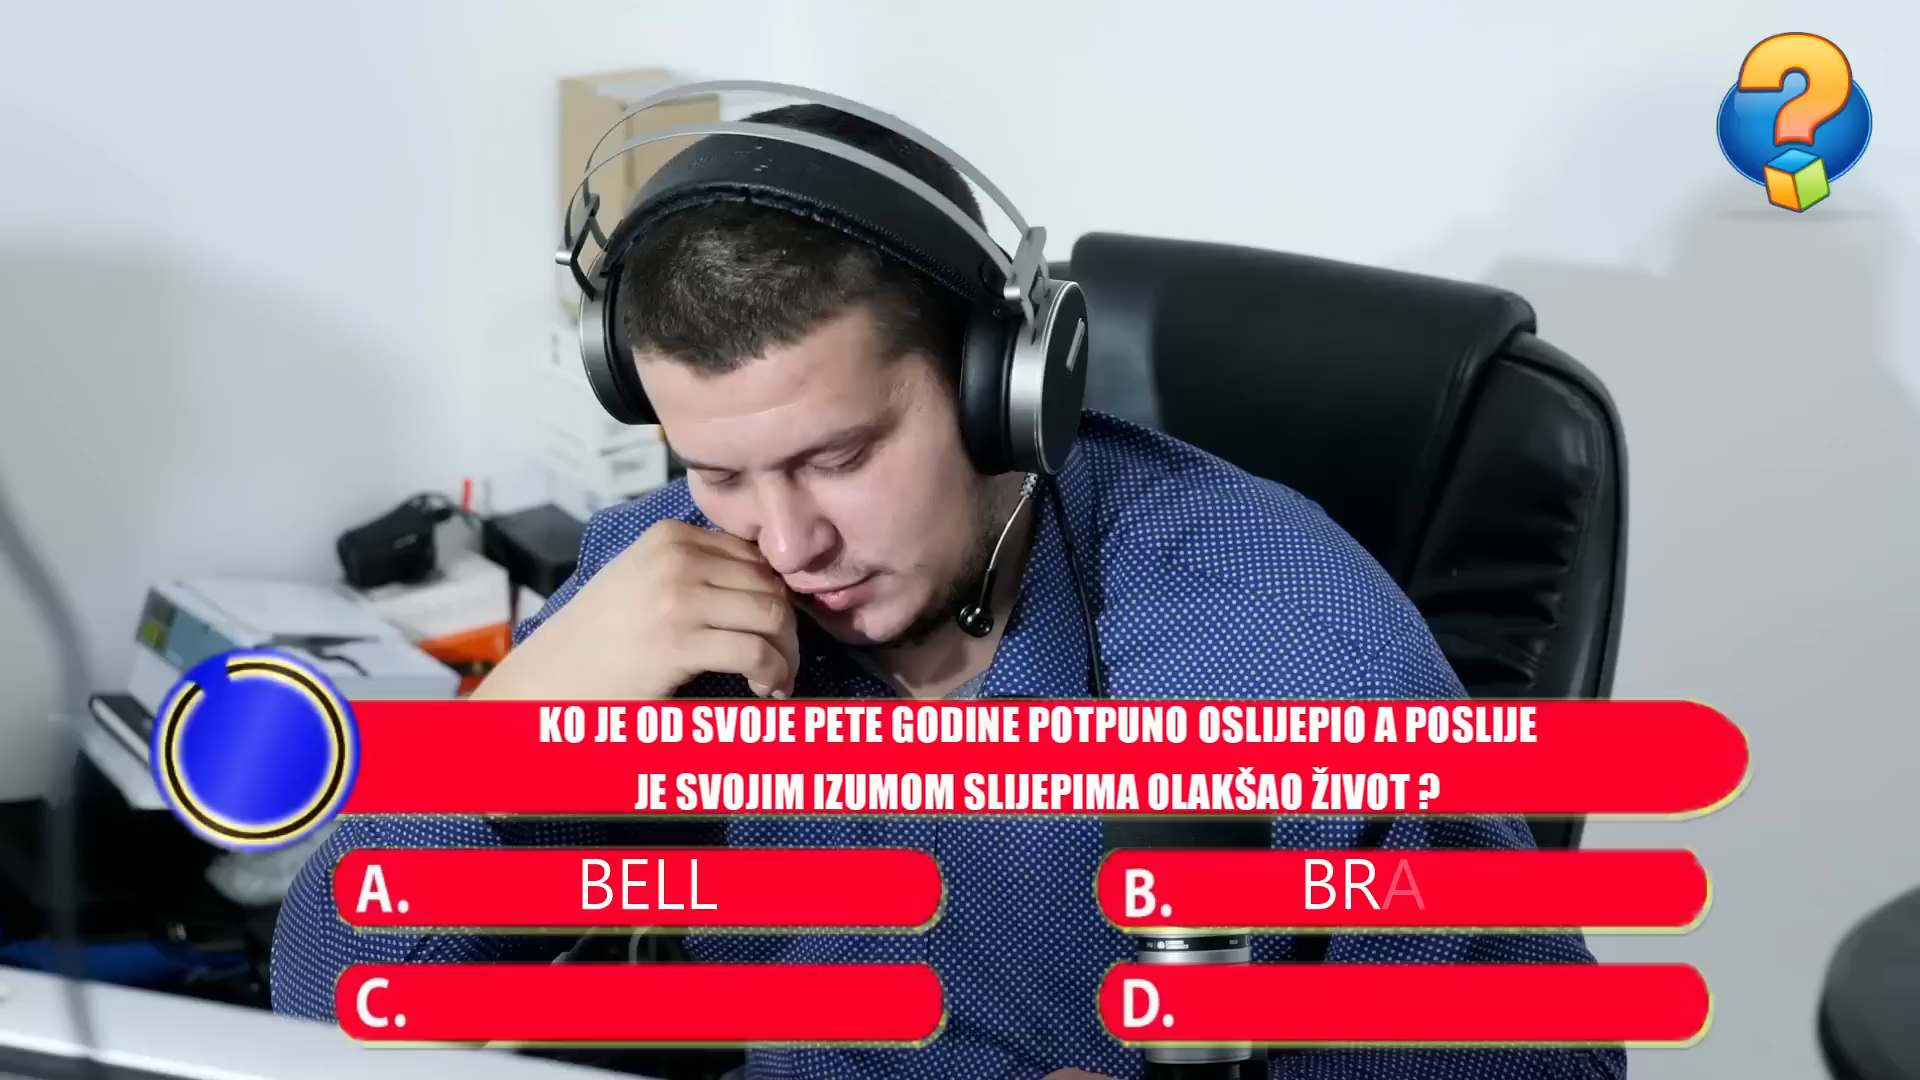 KO JE OD SVOJE PETE GODINE POTPUNO OSLIJEPIO A POSLIJE
JE SVOJIM IZUMOM SLIJEPIMA OLAKŠAO ŽIVOT ?
A. BELL
B. BRA
C.
D.